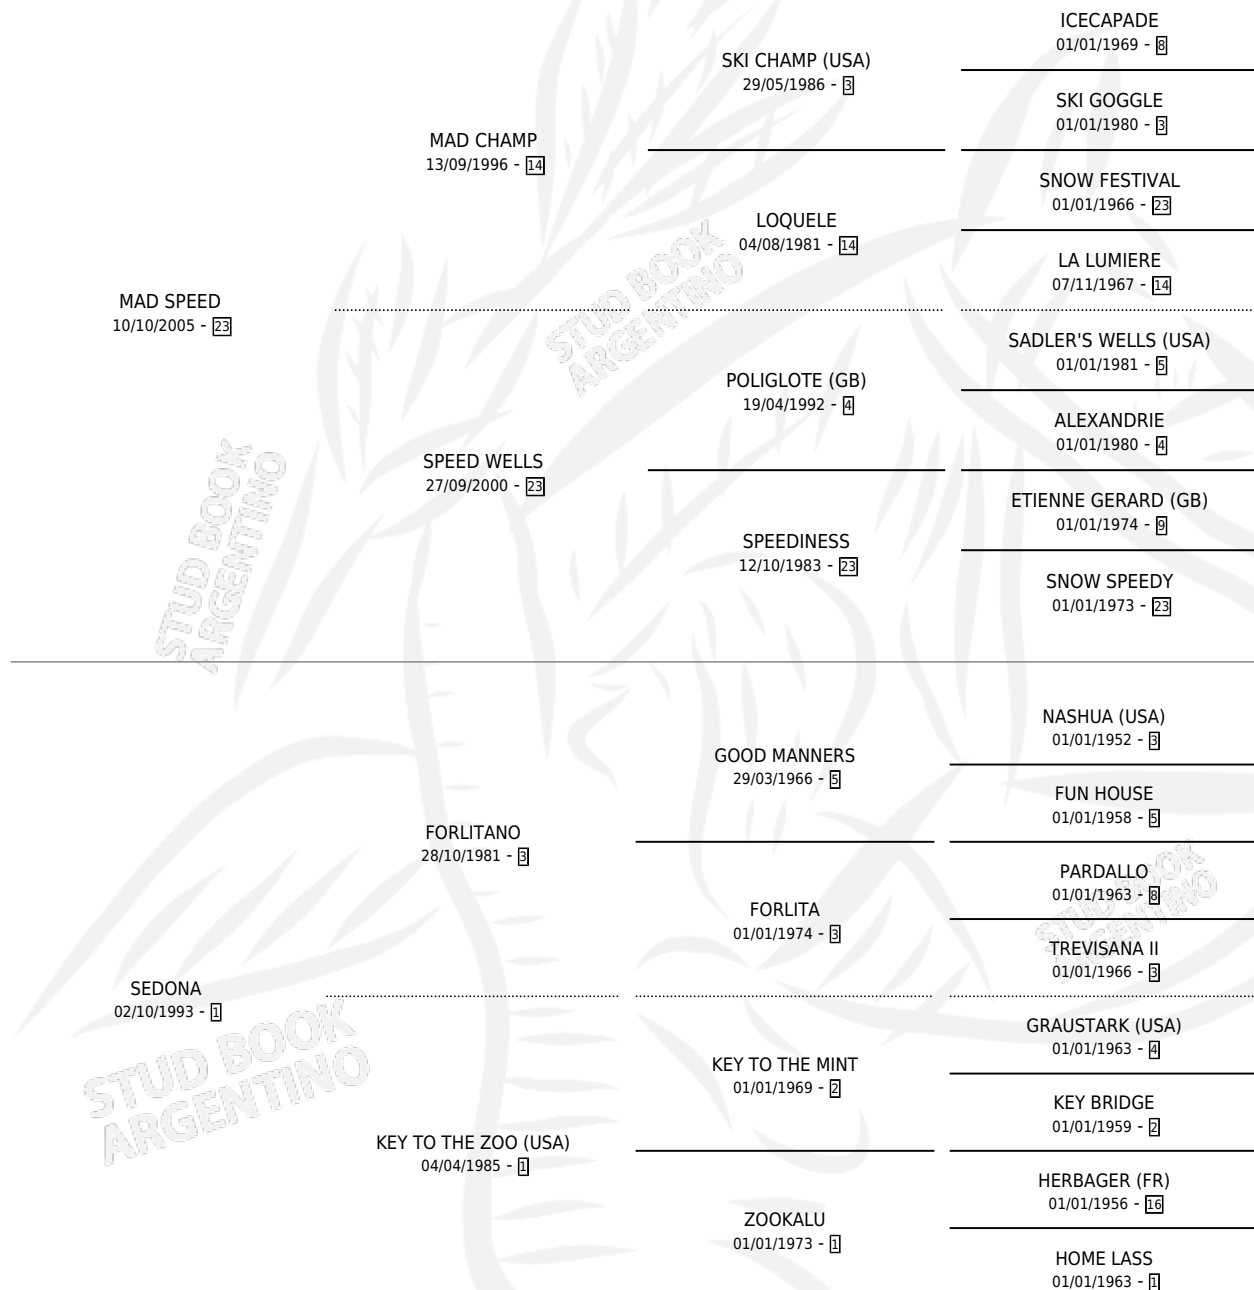 ICECAPADE
01/01/1969 - 8
SKI CHAMP (USA)
29/05/1986 - 3
SKI GOGGLE
01/01/1980 - 3
MAD CHAMP
13/09/1996 - 14
SNOW FESTIVAL
01/01/1966 - 23
LOQUELE
04/08/1981 - 14
LA LUMIERE
07/11/1967 - 14
MAD SPEED
10/10/2005 - 23
STUD BOOK
ARGENTINO
SADLER'S WELLS (USA)
01/01/1981 - 5
POLIGLOTE (GB)
19/04/1992 - 4
ALEXANDRIE
01/01/1980 - 4
SPEED WELLS
27/09/2000 - 23
ETIENNE GERARD (GB)
01/01/1974 - 9
SPEEDINESS
12/10/1983 - 23
SNOW SPEEDY
01/01/1973 - 23
STUD BOOK
ARGENTINO
NASHUA (USA)
01/01/1952 - 3
GOOD MANNERS
29/03/1966 - 5
FUN HOUSE
01/01/1958 - 5
FORLITANO
28/10/1981 - 3
PARDALLO
01/01/1963 - 8
FORLITA
01/01/1974 - 3
TREVISANA II
01/01/1966 - 3
STUD BOOK
ARGENTINO
SEDONA
02/10/1993 - 1
GRAUSTARK (USA)
01/01/1963 - 4
KEY TO THE MINT
01/01/1969 - 2
KEY BRIDGE
01/01/1959 - 2
STUD BOOK
ARGENTINO
KEY TO THE ZOO (USA)
04/04/1985 - 1
HERBAGER (FR)
01/01/1956 - 16
ZOOKALU
01/01/1973 - 1
HOME LASS
01/01/1963 - 1